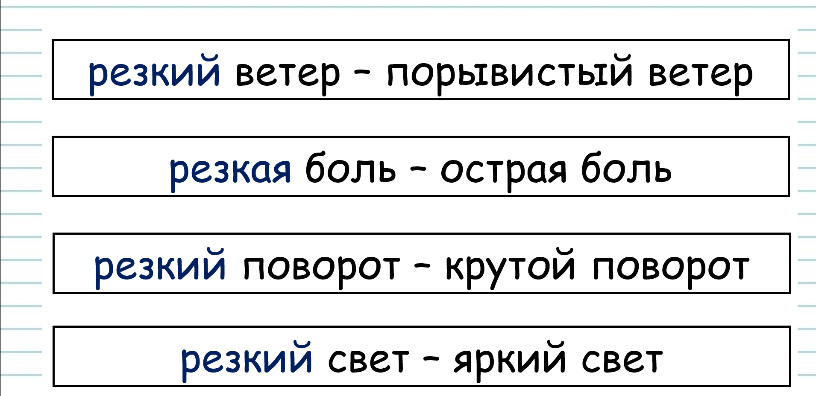 резкий ветер – порывистый ветер
резкая боль – острая боль
резкий поворот – крутой поворот
резкий свет – яркий свет